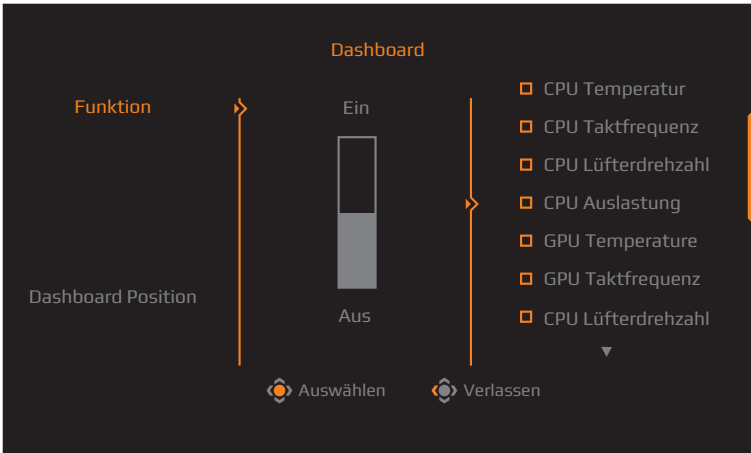 Dashboard
Funktion
Dashboard Position
Ein
Aus
CPU Temperatur
CPU Taktfrequenz
CPU Lüfterdrehzahl
CPU Auslastung
GPU Temperature
GPU Taktfrequenz
CPU Lüfterdrehzahl
Auswählen
Verlassen